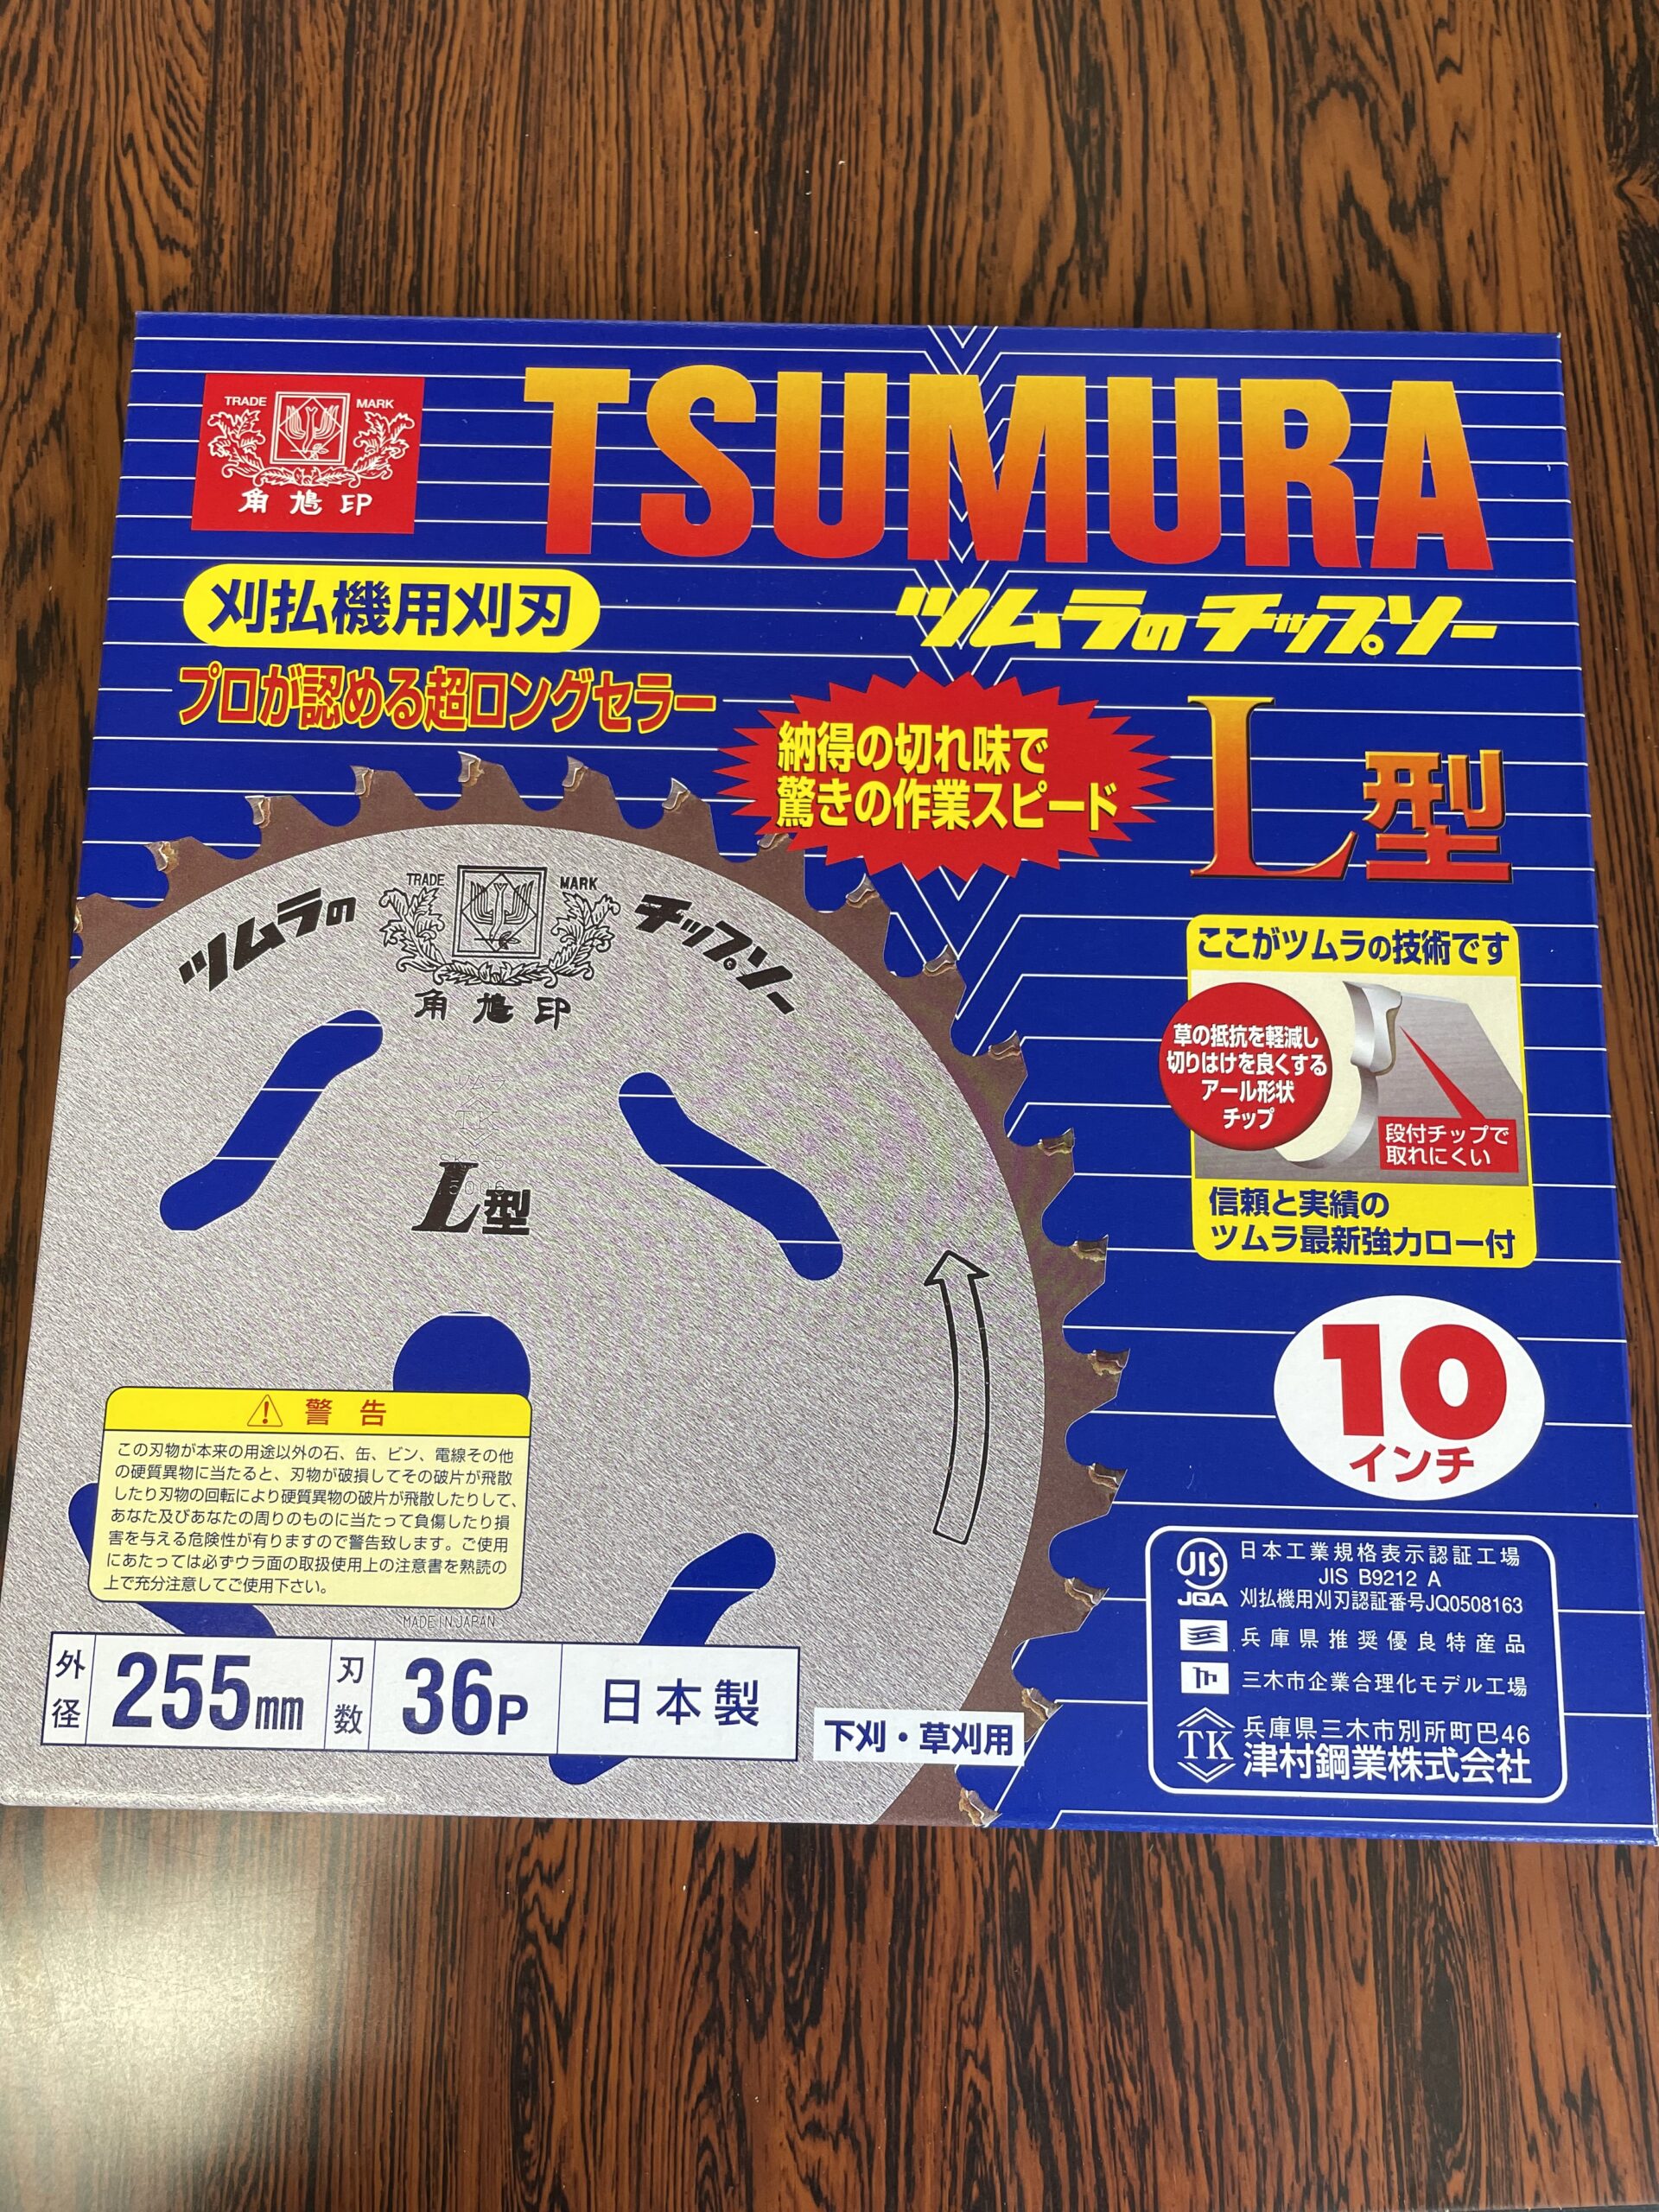 TRADE MARK
角鳩印
TSUMURA
刈払機用刈刃
ツムラのチップソー
プロが認める超ロングセラー
納得の切れ味で
驚きの作業スピード
L型
TRADE MARK
ツムラの
チップソー
角鳩印
L型
ここがツムラの技術です
草の抵抗を軽減し
切りはけを良くする
アール形状
チップ
段付チップで
取れにくい
信頼と実績の
ツムラ最新強力ロー付
10
インチ
警告
この刃物が本来の用途以外の石、缶、ビン、電線その他
の硬質異物に当たると、刃物が破損してその破片が飛散
したり刃物の回転により硬質異物の破片が飛散したりして、
あなた及びあなたの周りのものに当たって負傷したり損
害を与える危険性が有りますので警告致します。ご使用
にあたっては必ずウラ面の取扱使用上の注意書を熟読の
上で充分注意してご使用下さい。
MADE IN JAPAN
外径 255mm 刃数 36P 日本製
下刈・草刈用
JIS
JQA
日本工業規格表示認証工場
JIS B9212 A
刈払機用刈刃認証番号JQ0508163
兵庫県推奨優良特産品
三木市企業合理化モデル工場
TK
兵庫県三木市別所町巴46
津村鋼業株式会社